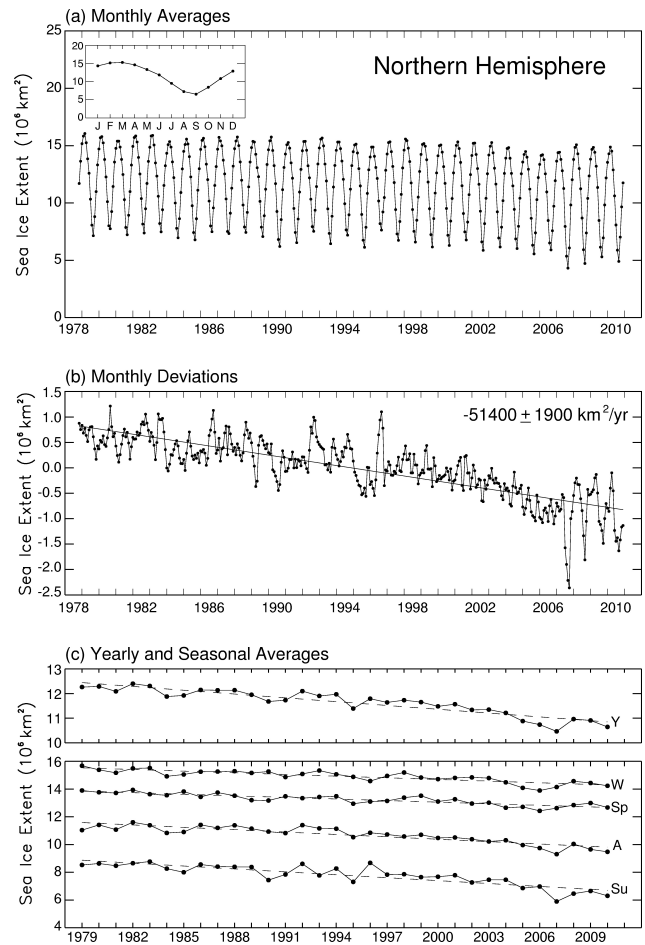 (a) Monthly Averages
Northern Hemisphere
Sea Ice Extent (10⁶ km²)
25
20
15
10
5
0
20
15
10
5
0
J F M A M J J A S O N D
1978 1982 1986 1990 1994 1998 2002 2006 2010
(b) Monthly Deviations
-51400 ± 1900 km²/yr
Sea Ice Extent (10⁶ km²)
1.5
1.0
0.5
0.0
-0.5
-1.0
-1.5
-2.0
-2.5
1978 1982 1986 1990 1994 1998 2002 2006 2010
(c) Yearly and Seasonal Averages
Sea Ice Extent (10⁶ km²)
13
12
11
10
Y
16
14
12
10
8
6
4
W
Sp
A
Su
1979 1982 1985 1988 1991 1994 1997 2000 2003 2006 2009